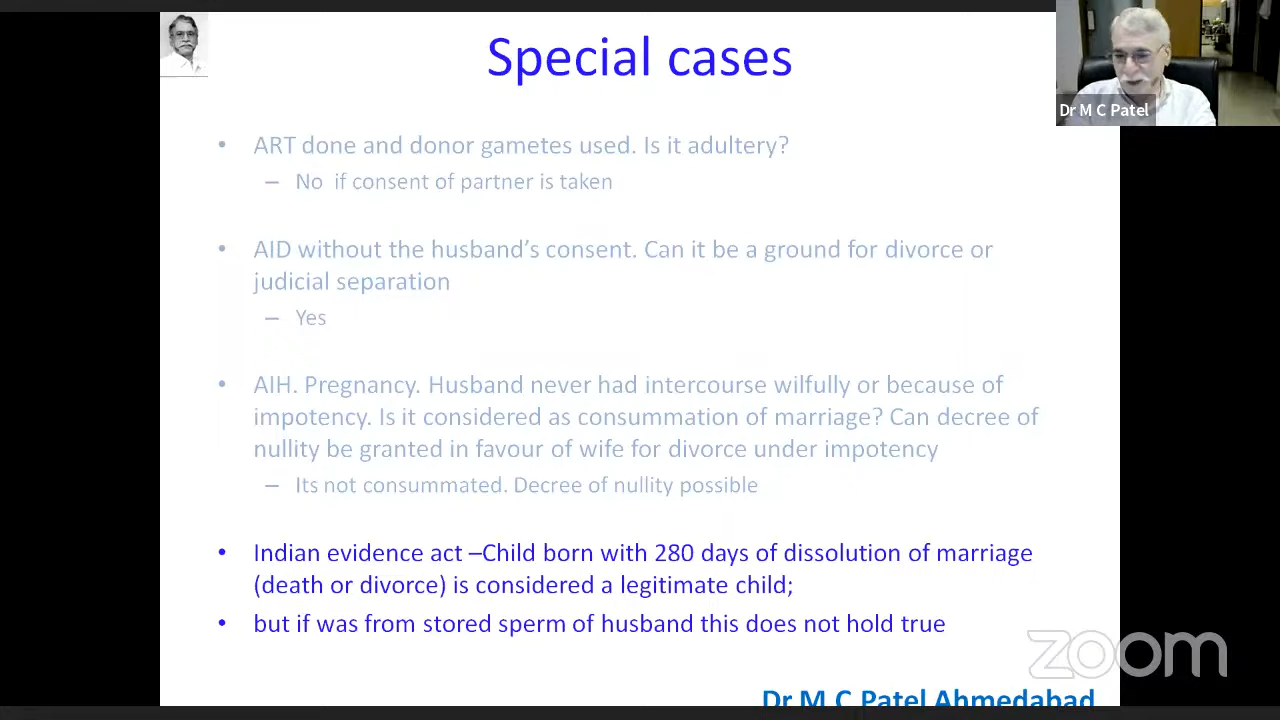 Special cases
Dr M C Patel
• ART done and donor gametes used. Is it adultery?
– No if consent of partner is taken
• AID without the husband’s consent. Can it be a ground for divorce or
judicial separation
– Yes
• AIH. Pregnancy. Husband never had intercourse wilfully or because of
impotency. Is it considered as consummation of marriage? Can decree of
nullity be granted in favour of wife for divorce under impotency
– Its not consummated. Decree of nullity possible
• Indian evidence act –Child born with 280 days of dissolution of marriage
(death or divorce) is considered a legitimate child;
• but if was from stored sperm of husband this does not hold true
zoom
Dr M C Patel Ahmedabad